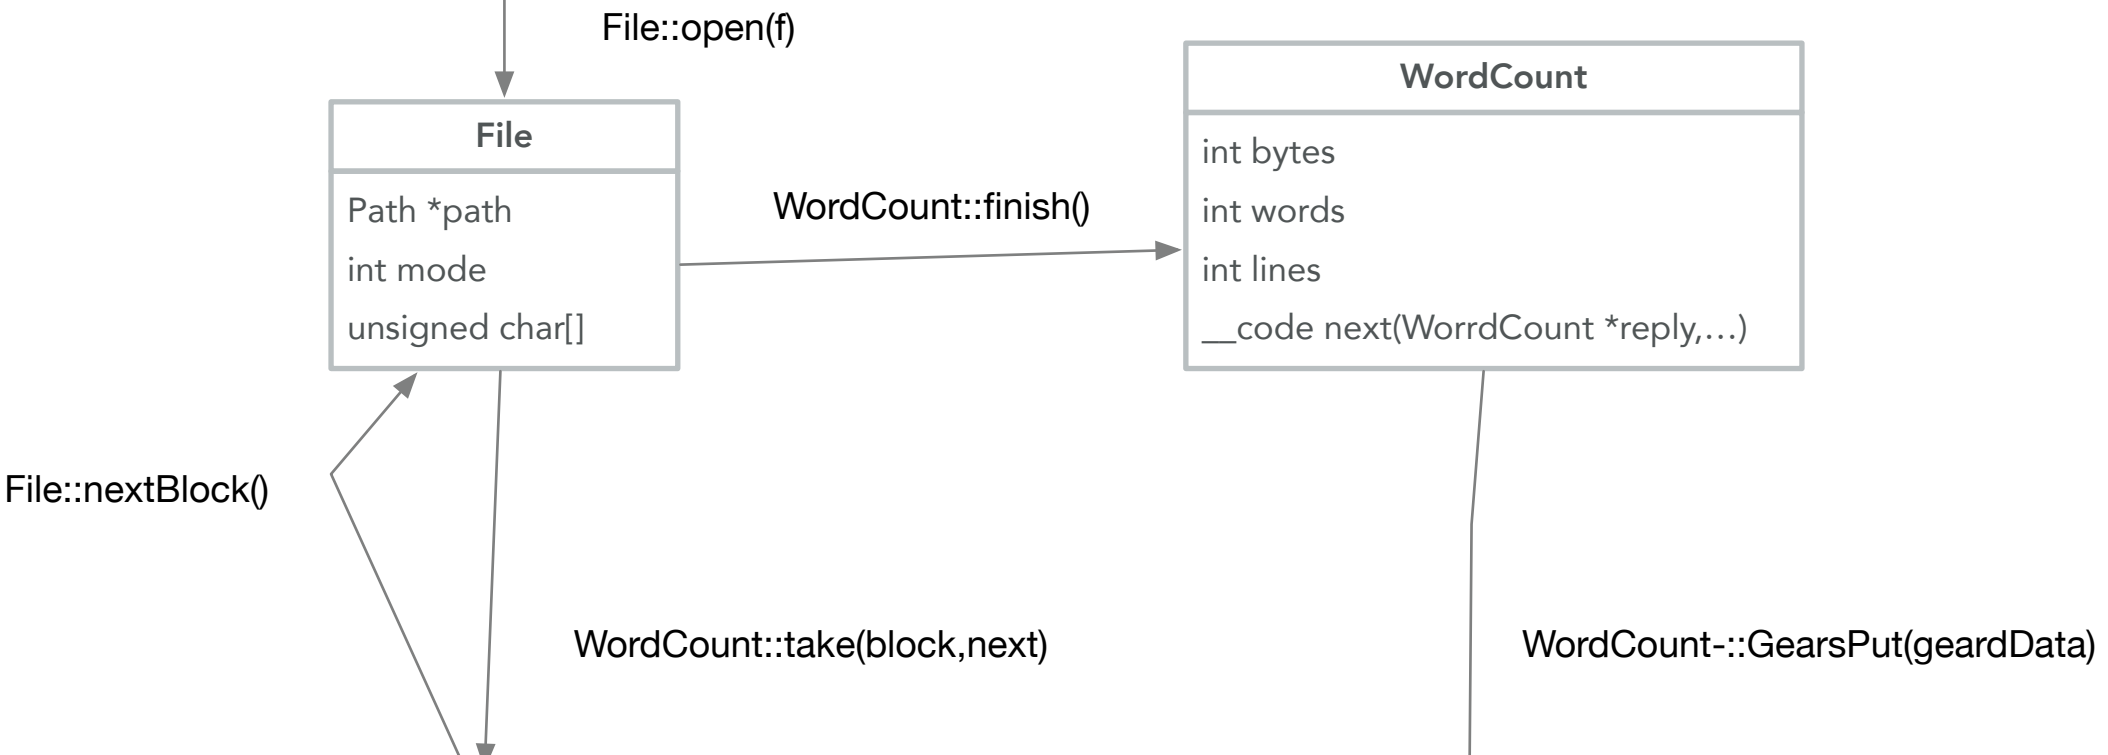 File::open(f)
WordCount
File
int bytes
Path *path
WordCount::finish()
int words
int mode
int lines
unsigned char[]
__code next(WorrdCount *reply,…)
File::nextBlock()
WordCount::take(block,next)
WordCount-::GearsPut(geardData)